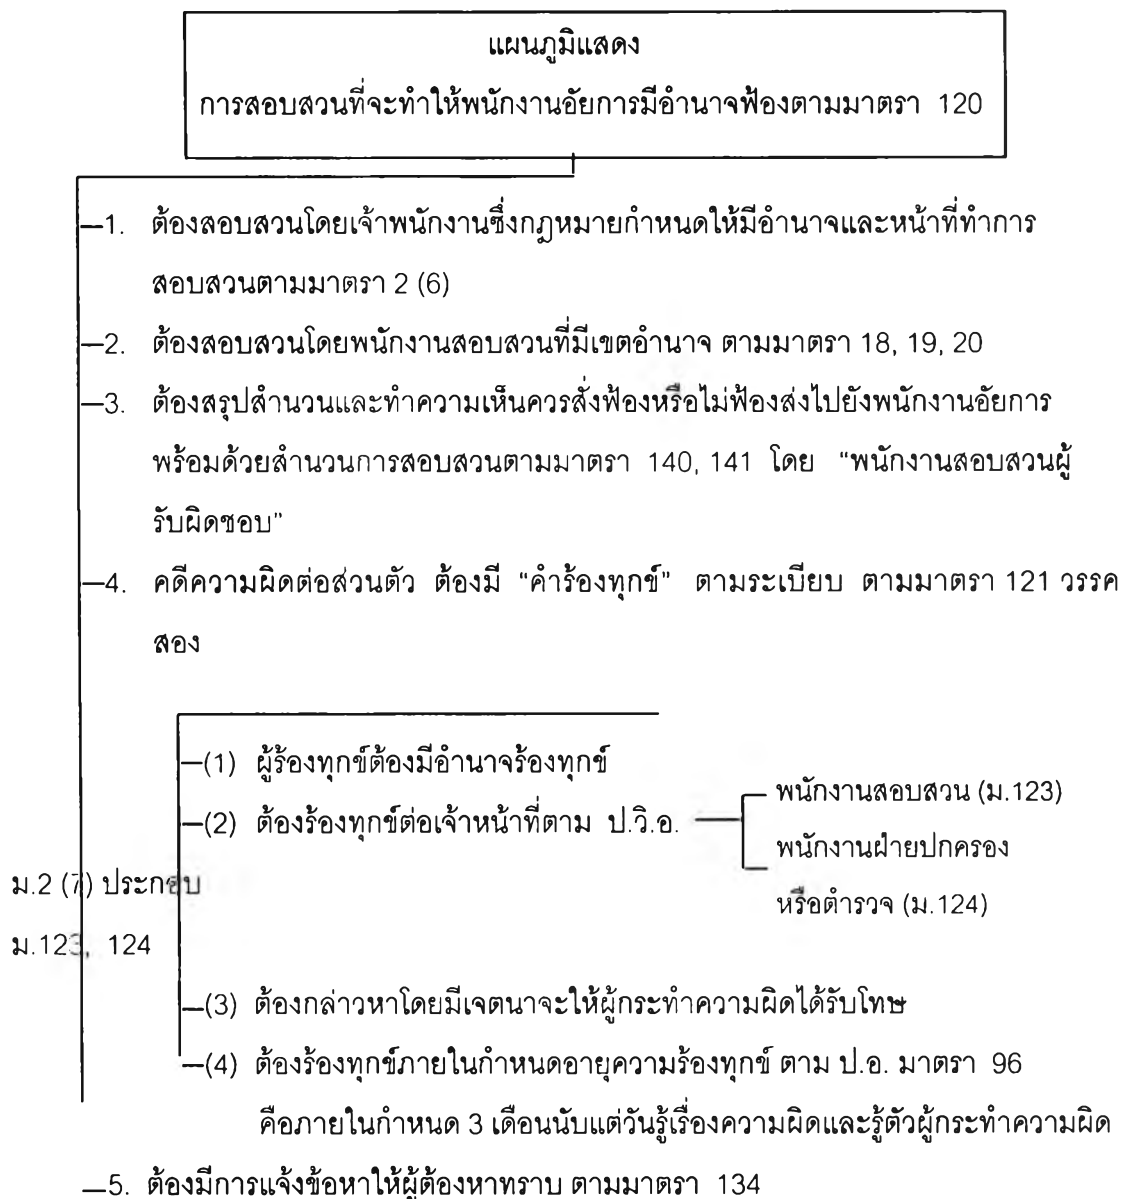 แผนภูมิแสดง
การสอบสวนที่จะทำให้พนักงานอัยการมีอำนาจฟ้องตามมาตรา 120
1. ต้องสอบสวนโดยเจ้าพนักงานซึ่งกฎหมายกำหนดให้มีอำนาจและหน้าที่ทำการ
สอบสวนตามมาตรา 2 (6)
2. ต้องสอบสวนโดยพนักงานสอบสวนที่มีเขตอำนาจ ตามมาตรา 18, 19, 20
3. ต้องสรุปสำนวนและทำความเห็นควรสั่งฟ้องหรือไม่ฟ้องส่งไปยังพนักงานอัยการ
พร้อมด้วยสำนวนการสอบสวนตามมาตรา 140, 141 โดย “พนักงานสอบสวนผู้
รับผิดชอบ”
4. คดีความผิดต่อส่วนตัว ต้องมี “คำร้องทุกข์” ตามระเบียบ ตามมาตรา 121 วรรค
สอง
(1) ผู้ร้องทุกข์ต้องมีอำนาจร้องทุกข์
(2) ต้องร้องทุกข์ต่อเจ้าหน้าที่ตาม ป.วิ.อ.
พนักงานสอบสวน (ม.123)
พนักงานฝ่ายปกครอง
หรือตำรวจ (ม.124)
ม.2 (7) ประกอบ
ม.123, 124
(3) ต้องกล่าวหาโดยมีเจตนาจะให้ผู้กระทำความผิดได้รับโทษ
(4) ต้องร้องทุกข์ภายในกำหนดอายุความร้องทุกข์ ตาม ป.อ. มาตรา 96
คือภายในกำหนด 3 เดือนนับแต่วันรู้เรื่องความผิดและรู้ตัวผู้กระทำความผิด
5. ต้องมีการแจ้งข้อหาให้ผู้ต้องหาทราบ ตามมาตรา 134